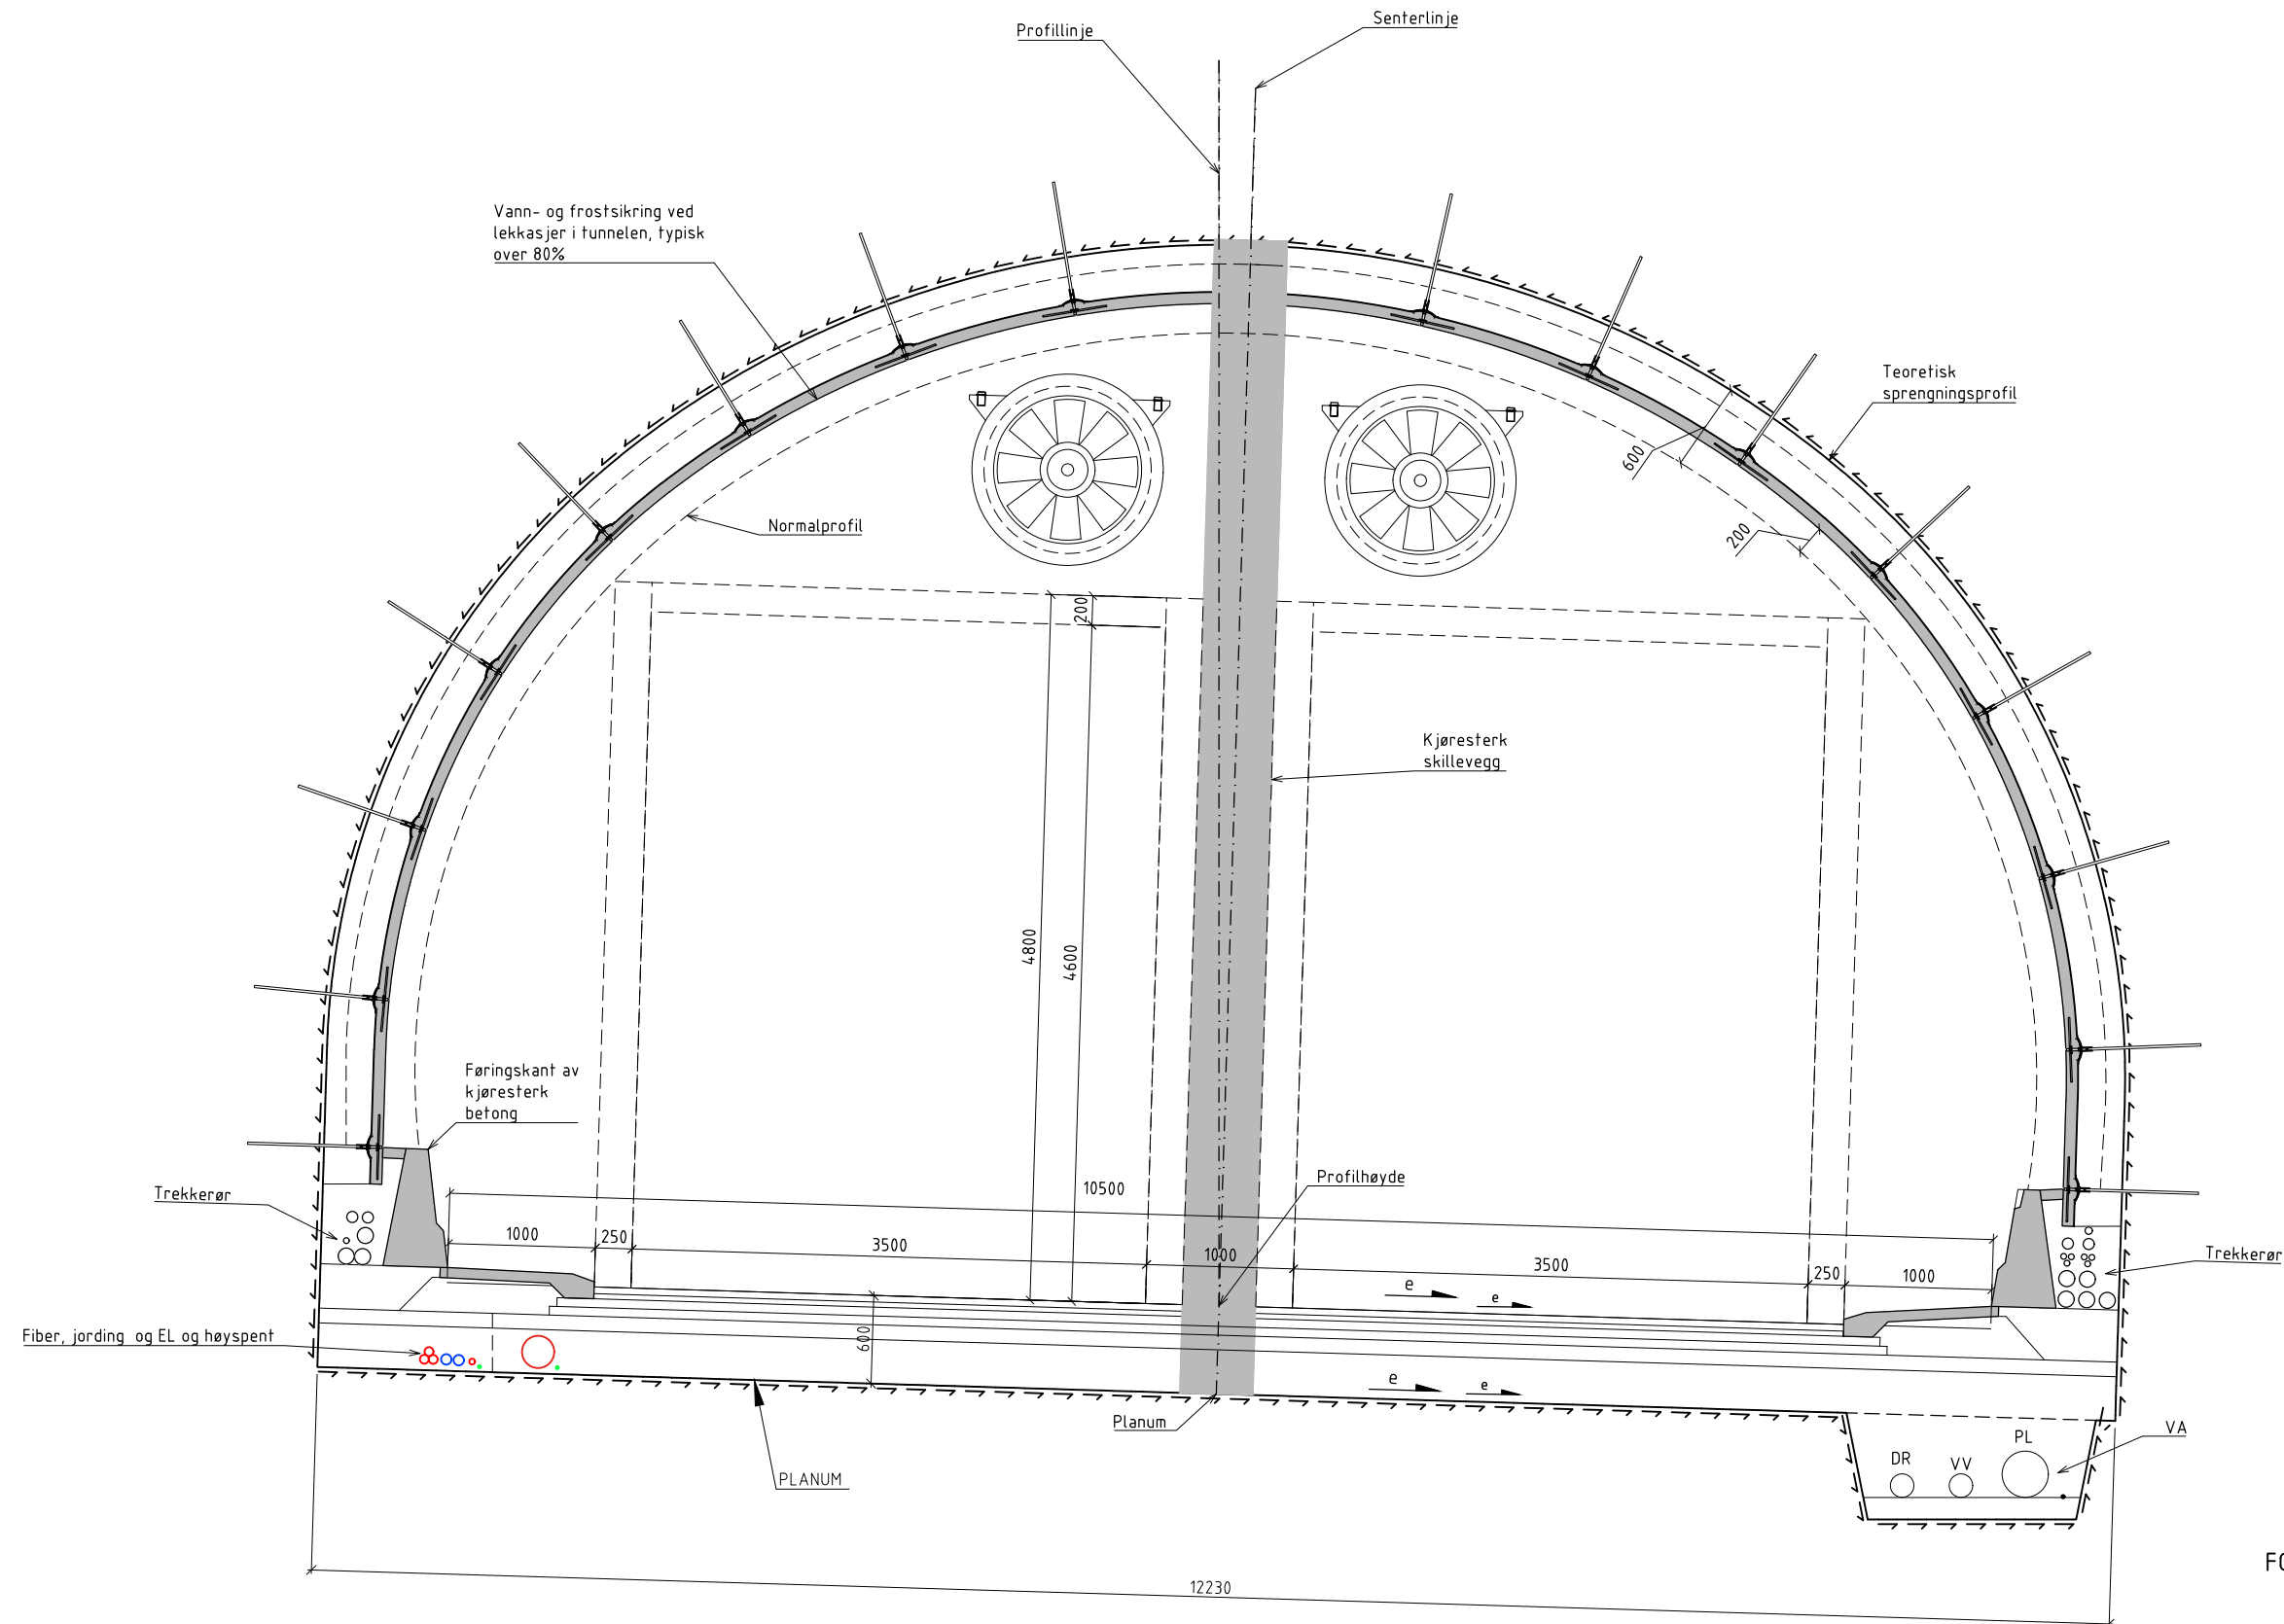 Senterlinje
Profillinje
Vann- og frostsikring ved
lekkasjer i tunnelen, typisk
over 80%
Teoretisk
sprengningsprofil
600
200
Normalprofil
200
Kjøresterk
skillevegg
4800
4600
Føringskant av
kjøresterk
betong
Profilhøyde
Trekkerør
10500
1000
250
3500
1000
3500
250
1000
Trekkerør
e
e
Fiber, jording og EL og høyspent
600
e
e
Planum
VA
PL
DR
VV
PLANUM
12230